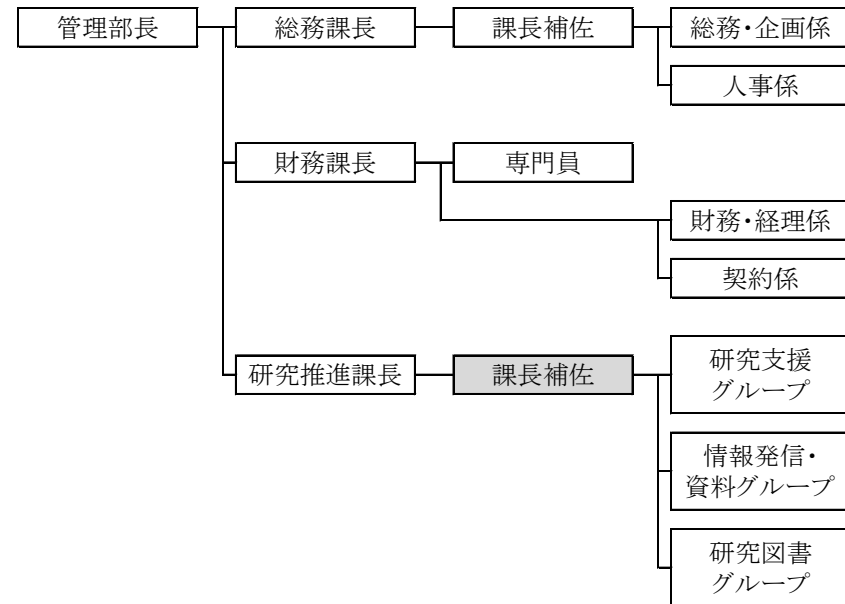 管理部長
総務課長
課長補佐
総務・企画係
人事係
財務課長
専門員
財務・経理係
契約係
研究推進課長
課長補佐
研究支援
グループ
情報発信・
資料グループ
研究図書
グループ